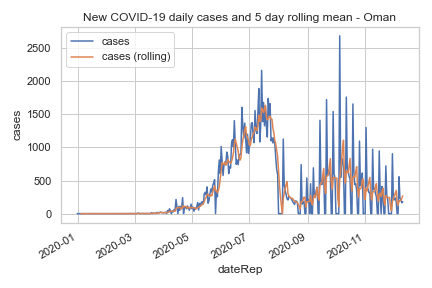 New COVID-19 daily cases and 5 day rolling mean - Oman
cases
cases (rolling)
2500
2000
1500
1000
500
0
cases
2020-01
2020-03
2020-05
2020-07
2020-09
2020-11
dateRep